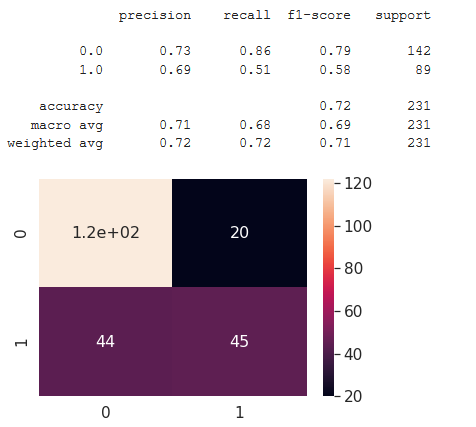 precision recall f1-score support
0.0 0.73 0.86 0.79 142
1.0 0.69 0.51 0.58 89
accuracy 0.72 231
macro avg 0.71 0.68 0.69 231
weighted avg 0.72 0.72 0.71 231
120
0 1.2e+02 20
100
80
60
1 44 45
40
20
0 1